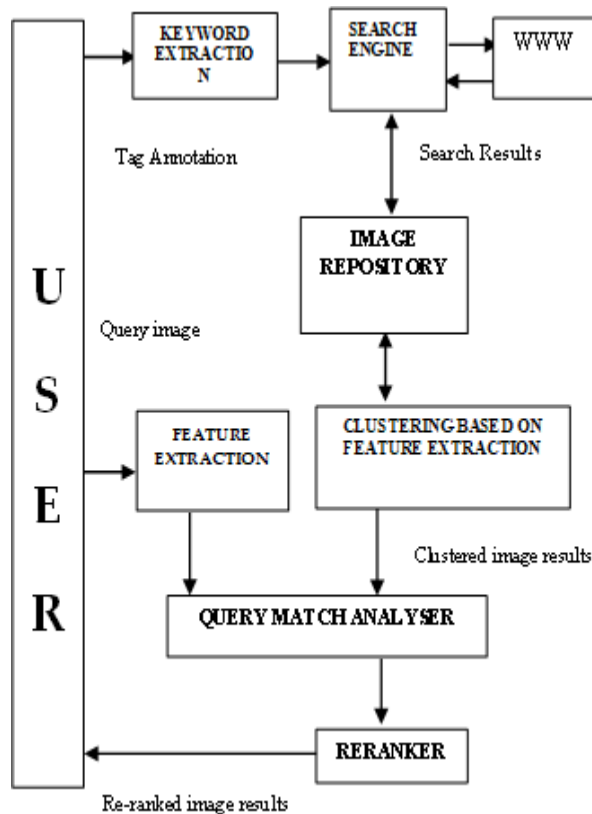 KEYWORD
EXTRACTIO
N
SEARCH
ENGINE
WWW
Tag Annotation
Search Results
IMAGE
REPOSITORY
U
S
E
R
Query image
FEATURE
EXTRACTION
CLUSTERING BASED ON
FEATURE EXTRACTION
Clustered image results
QUERY MATCH ANALYSER
RERANKER
Re-ranked image results